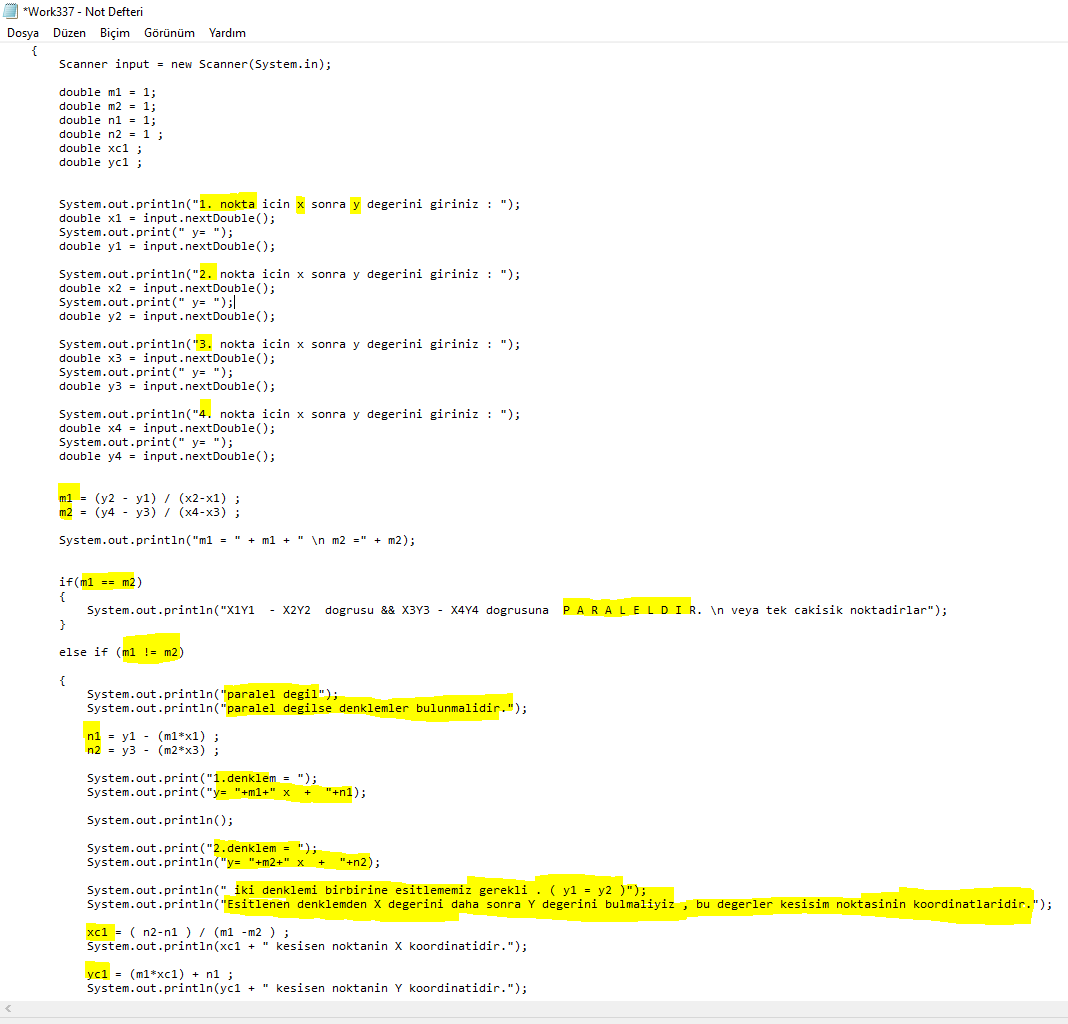 *Work337 - Not Defteri
Dosya Düzen Biçim Görünüm Yardım
{
Scanner input = new Scanner(System.in);
double m1 = 1;
double m2 = 1;
double n1 = 1;
double n2 = 1 ;
double xc1 ;
double yc1 ;
System.out.println("1. nokta icin x sonra y degerini giriniz : ");
double x1 = input.nextDouble();
System.out.print(" y= ");
double y1 = input.nextDouble();
System.out.println("2. nokta icin x sonra y degerini giriniz : ");
double x2 = input.nextDouble();
System.out.print(" y= ");
double y2 = input.nextDouble();
System.out.println("3. nokta icin x sonra y degerini giriniz : ");
double x3 = input.nextDouble();
System.out.print(" y= ");
double y3 = input.nextDouble();
System.out.println("4. nokta icin x sonra y degerini giriniz : ");
double x4 = input.nextDouble();
System.out.print(" y= ");
double y4 = input.nextDouble();
m1 = (y2 - y1) / (x2-x1) ;
m2 = (y4 - y3) / (x4-x3) ;
System.out.println("m1 = " + m1 + " \n m2 =" + m2);
if(m1 == m2)
{
System.out.println("X1Y1  - X2Y2  dogrusu && X3Y3 - X4Y4 dogrusuna  P A R A L E L D I R. \n veya tek cakisik noktadirlar");
}
else if (m1 != m2)
{
System.out.println("paralel degil");
System.out.println("paralel degilse denklemler bulunmalidir.");
n1 = y1 - (m1*x1) ;
n2 = y3 - (m2*x3) ;
System.out.print("1.denklem = ");
System.out.print("y= "+m1+" x  +  "+n1);
System.out.println();
System.out.print("2.denklem = ");
System.out.println("y= "+m2+" x  +  "+n2);
System.out.println(" iki denklemi birbirine esitlememiz gerekli . ( y1 = y2 )");
System.out.println("Esitlenen denklemden X degerini daha sonra Y degerini bulmaliyiz , bu degerler kesisim noktasinin koordinatlaridir.");
xc1 = ( n2-n1 ) / (m1 -m2 ) ;
System.out.println(xc1 + " kesisen noktanin X koordinatidir.");
yc1 = (m1*xc1) + n1 ;
System.out.println(yc1 + " kesisen noktanin Y koordinatidir.");